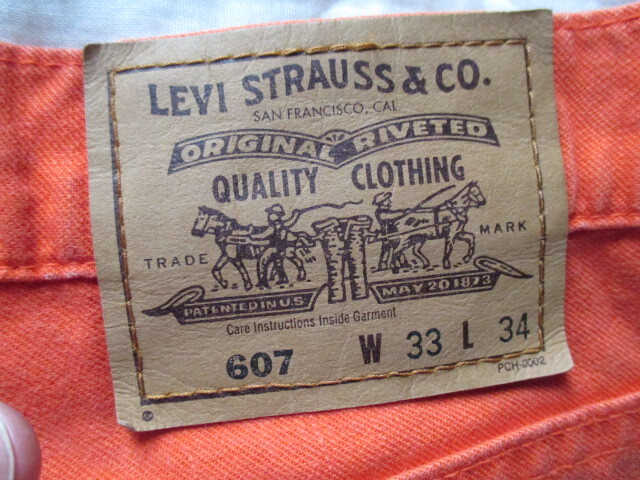 LEVI STRAUSS & CO.
SAN FRANCISCO, CAL
ORIGINAL RIVETED
QUALITY CLOTHING
TRADE MARK
PATENTED IN U.S. MAY 20 1873
Care Instructions Inside Garment
607 W 33 L 34
PCH-0002
®